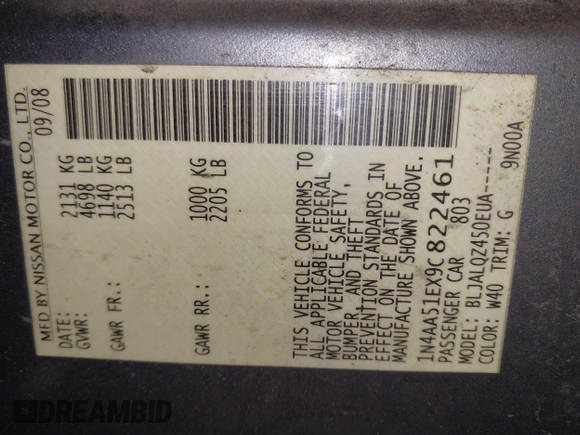 MFD BY NISSAN MOTOR CO., LTD.
DATE: 09/08
GVWR: 2131 KG
4698 LB
GAWR FR.: 1140 KG
2513 LB
GAWR RR.: 1000 KG
2205 LB
THIS VEHICLE CONFORMS TO
ALL APPLICABLE FEDERAL
MOTOR VEHICLE SAFETY,
BUMPER, AND THEFT
PREVENTION STANDARDS IN
EFFECT ON THE DATE OF
MANUFACTURE SHOWN ABOVE.
1N4AA51EX9C822461
PASSENGER CAR 803
MODEL: BLJALQZ450EUA------
COLOR: W40 TRIM: G 9N00A
DREAMBID